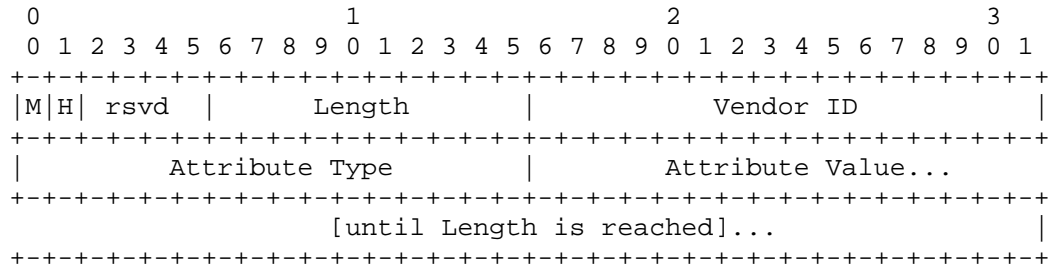 0                   1                   2                   3
 0 1 2 3 4 5 6 7 8 9 0 1 2 3 4 5 6 7 8 9 0 1 2 3 4 5 6 7 8 9 0 1
+-+-+-+-+-+-+-+-+-+-+-+-+-+-+-+-+-+-+-+-+-+-+-+-+-+-+-+-+-+-+-+-+
|M|H| rsvd  |      Length       |           Vendor ID           |
+-+-+-+-+-+-+-+-+-+-+-+-+-+-+-+-+-+-+-+-+-+-+-+-+-+-+-+-+-+-+-+-+
|         Attribute Type        |        Attribute Value...
+-+-+-+-+-+-+-+-+-+-+-+-+-+-+-+-+-+-+-+-+-+-+-+-+-+-+-+-+-+-+-+-+
                    [until Length is reached]...                |
+-+-+-+-+-+-+-+-+-+-+-+-+-+-+-+-+-+-+-+-+-+-+-+-+-+-+-+-+-+-+-+-+